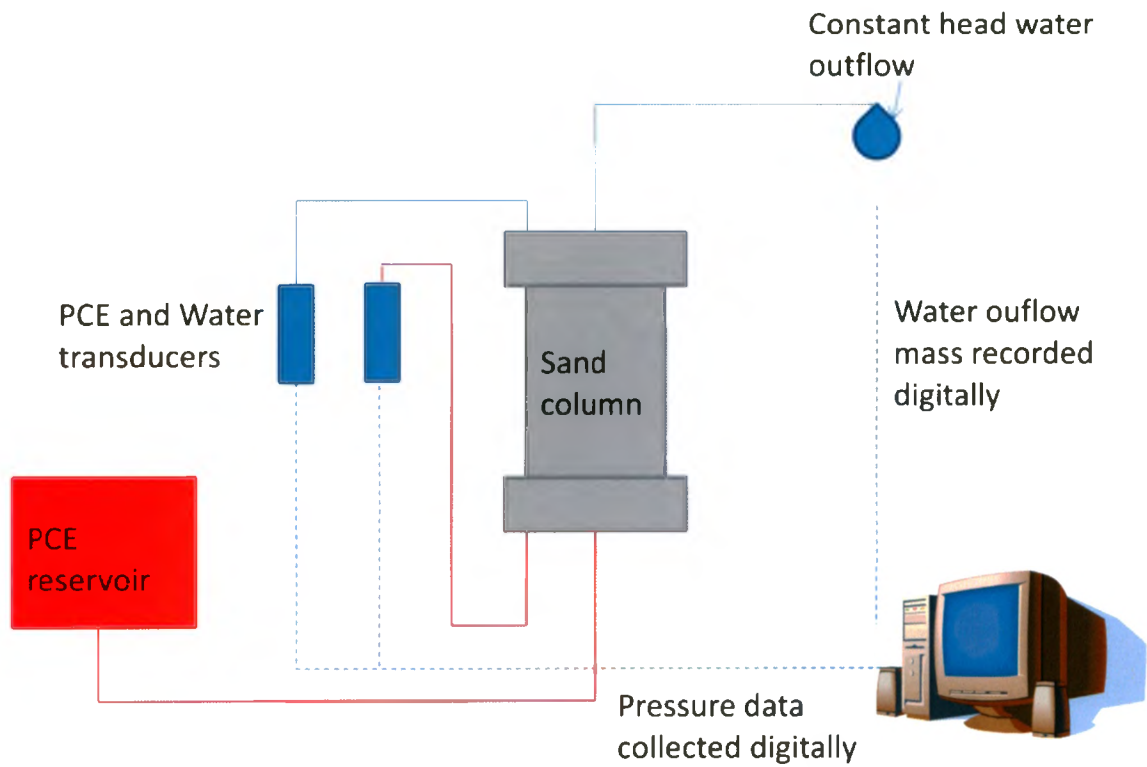 Constant head water
outflow
PCE and Water
transducers
Sand
column
Water ouflow
mass recorded
digitally
PCE
reservoir
Pressure data
collected digitally